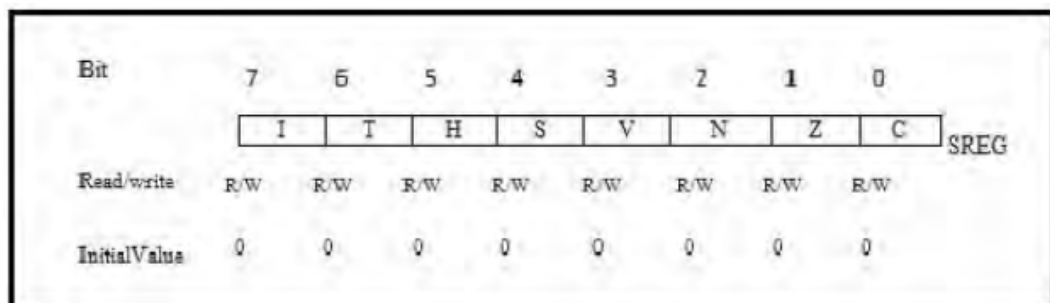 Bit 7 6 5 4 3 2 1 0
I T H S V N Z C SREG
Read/write R/W R/W R/W R/W R/W R/W R/W R/W
InitialValue 0 0 0 0 0 0 0 0